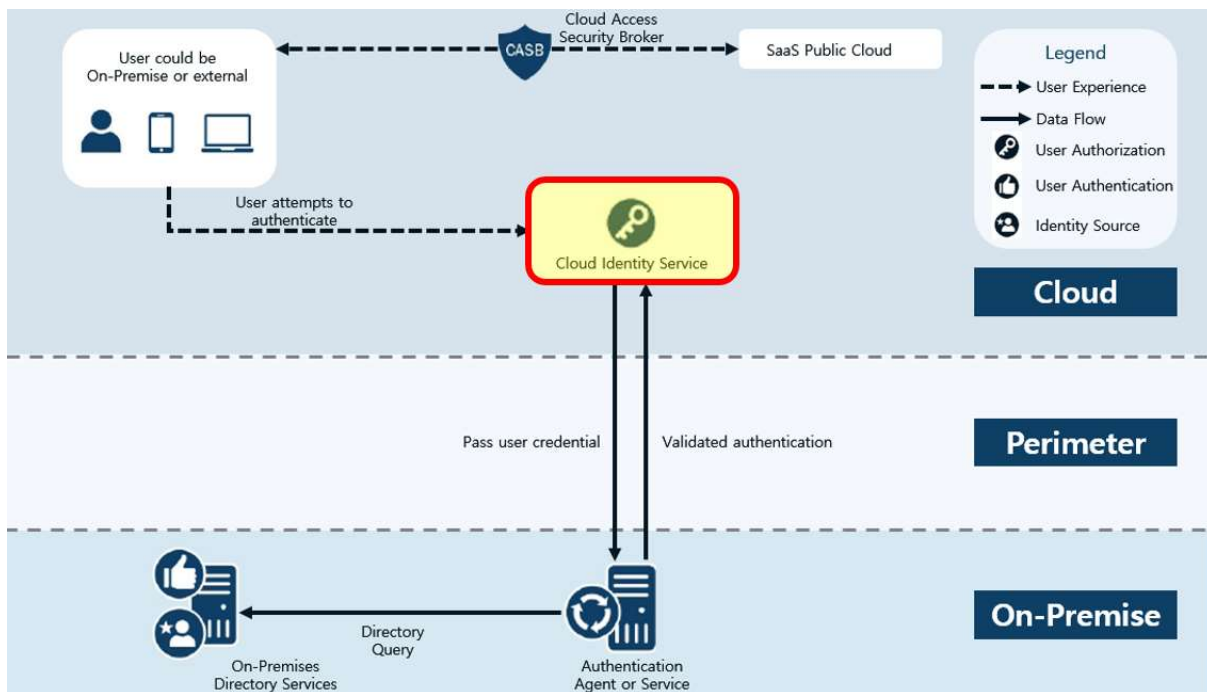 Cloud Access
Security Broker
CASB
User could be
On-Premise or external
SaaS Public Cloud
Legend
User Experience
Data Flow
User Authorization
User Authentication
Identity Source
User attempts to
authenticate
Cloud Identity Service
Cloud
Pass user credential
Validated authentication
Perimeter
Directory
Query
On-Premises
Directory Services
Authentication
Agent or Service
On-Premise